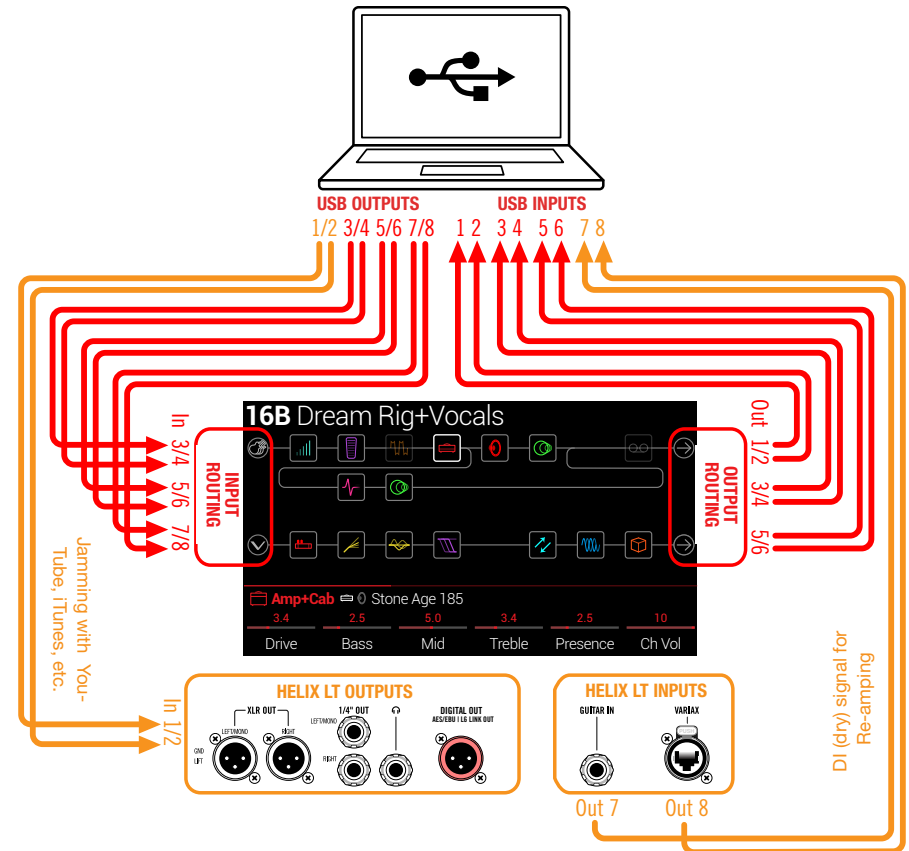 USB OUTPUTS
USB INPUTS
1/2 3/4 5/6 7/8
1 2 3 4 5 6 7 8
16B Dream Rig+Vocals
In 3/4 5/6 7/8
INPUT
ROUTING
OUTPUT
ROUTING
Out 1/2 3/4 5/6
Amp+Cab Stone Age 185
3.4 2.5 5.0 3.4 2.5 10
Drive Bass Mid Treble Presence Ch Vol
Jamming with You-
Tube, iTunes, etc.
In 1/2
DI (dry) signal for
Re-amping
HELIX LT OUTPUTS
XLR OUT
LEFT/MONO
RIGHT
GND
LIFT
1/4" OUT
LEFT/MONO
RIGHT
DIGITAL OUT
AES/EBU | L6 LINK OUT
HELIX LT INPUTS
GUITAR IN
VARIAX
Out 7
Out 8